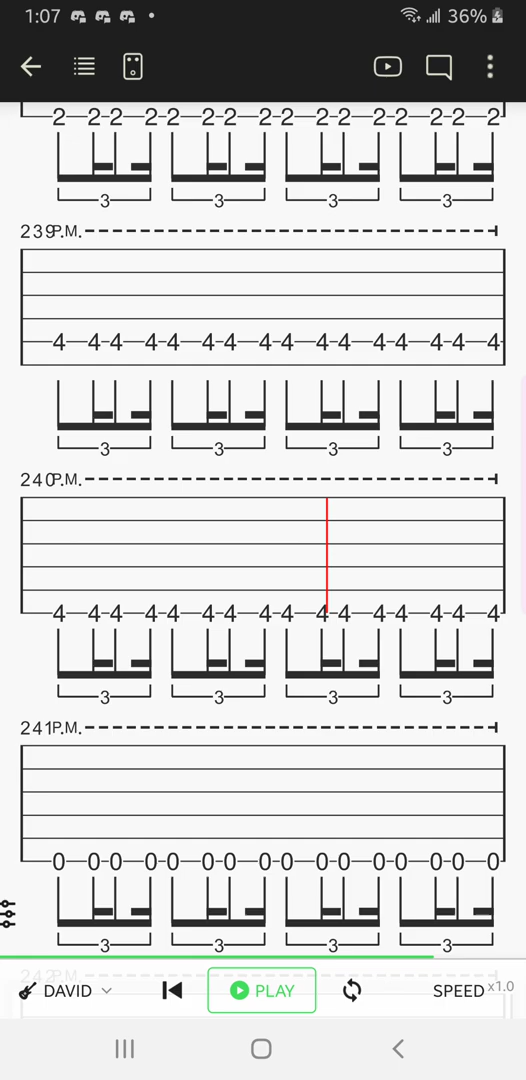 1:07 36%
2 2 2 2 2 2 2 2 2 2 2 2 2 2 2 2
3 3 3 3
239 P.M.
4 4 4 4 4 4 4 4 4 4 4 4 4 4 4 4
3 3 3 3
240 P.M.
4 4 4 4 4 4 4 4 4 4 4 4 4 4 4 4
3 3 3 3
241 P.M.
0 0 0 0 0 0 0 0 0 0 0 0 0 0 0 0
3 3 3 3
242 P.M.
DAVID PLAY SPEED x1.0